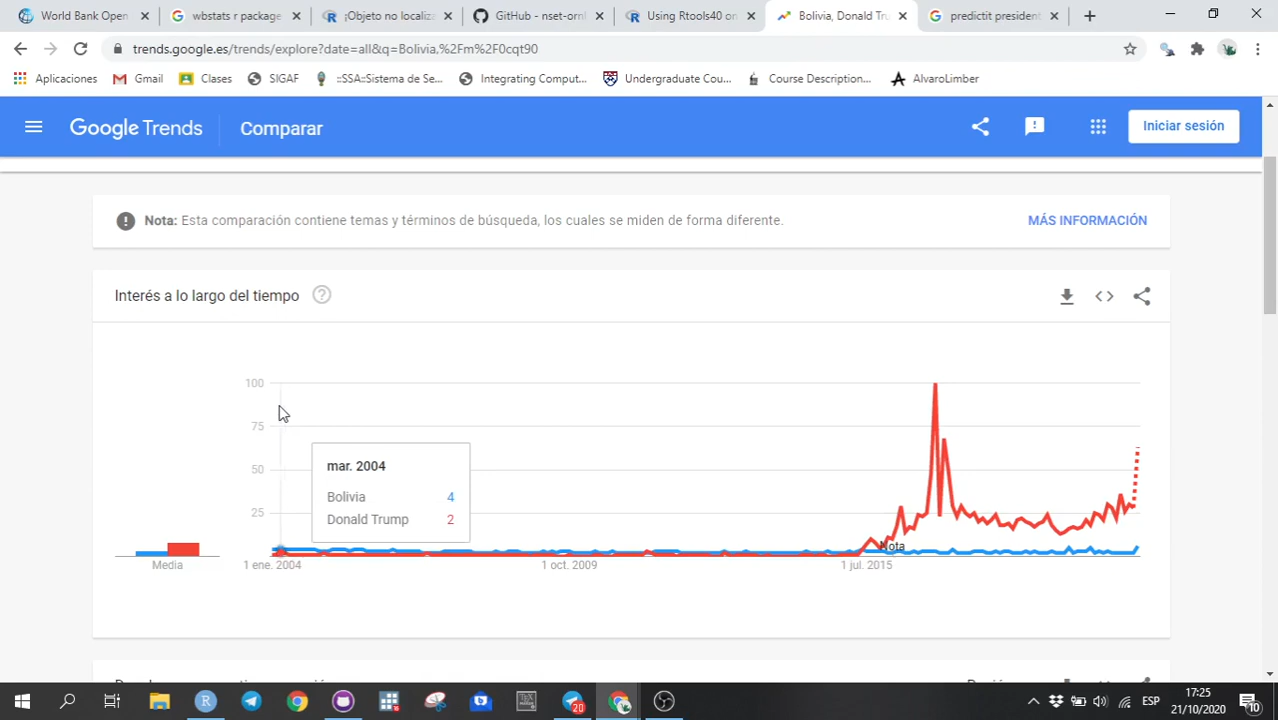 World Bank Open
wbstats r package
¡Objeto no localiza
GitHub - nset-ornl
Using Rtools40 on
Bolivia, Donald Tru
predictit president
trends.google.es/trends/explore?date=all&q=Bolivia,%2Fm%2F0cqt90
Aplicaciones
Gmail
Clases
SIGAF
::SSA::Sistema de Se...
Integrating Comput...
Undergraduate Cou...
Course Description...
AlvaroLimber
Google Trends
Comparar
Iniciar sesión
Nota: Esta comparación contiene temas y términos de búsqueda, los cuales se miden de forma diferente.
MÁS INFORMACIÓN
Interés a lo largo del tiempo
100
75
50
25
mar. 2004
Bolivia 4
Donald Trump 2
Nota
Media
1 ene. 2004
1 oct. 2009
1 jul. 2015
20
ESP
17:25
21/10/2020
10